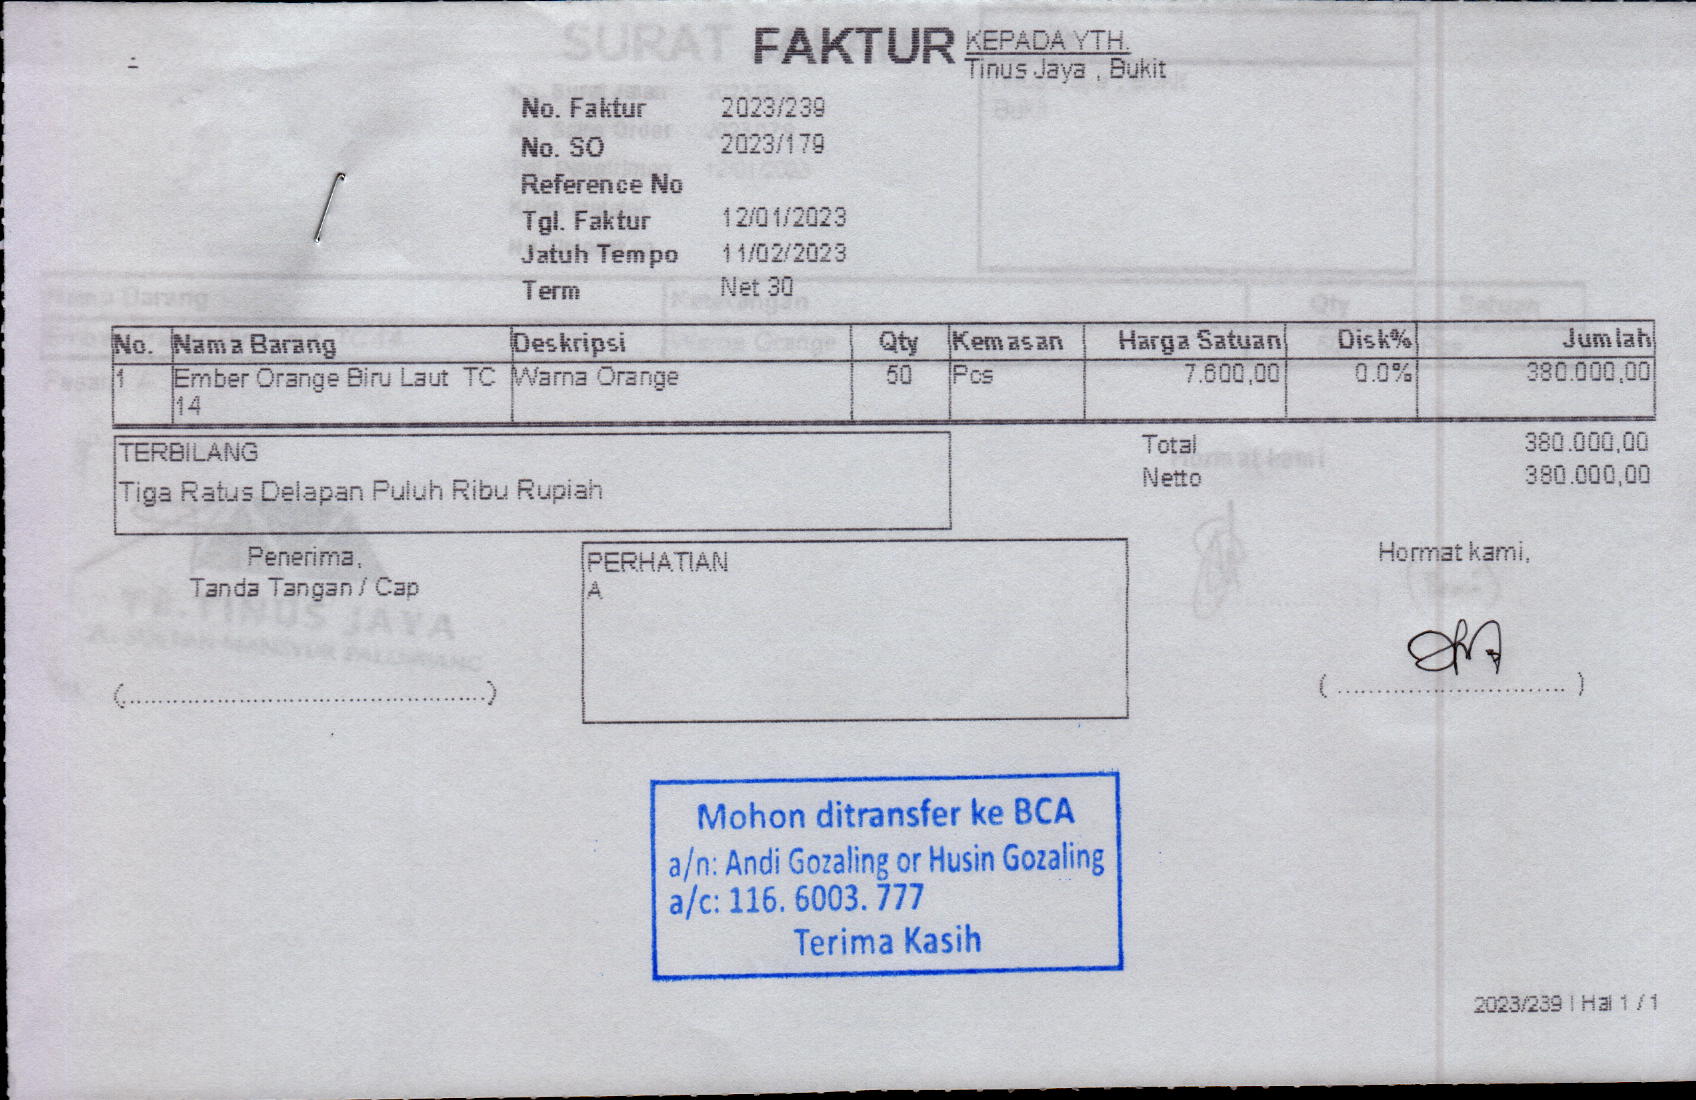 FAKTUR
KEPADA YTH.
Tinus Jaya , Bukit
No. Faktur 2023/239
No. SO 2023/179
Reference No
Tgl. Faktur 12/01/2023
Jatuh Tempo 11/02/2023
Term Net 30
No. Nama Barang Deskripsi Qty Kemasan Harga Satuan Disk% Jumlah
1 Ember Orange Biru Laut TC Warna Orange 50 Pcs 7.600,00 0.0% 380.000,00
14
TERBILANG
Tiga Ratus Delapan Puluh Ribu Rupiah
Total 380.000,00
Netto 380.000,00
Penerima,
Tanda Tangan / Cap
(............................................)
PERHATIAN
A
Hormat kami,
( ............................ )
Mohon ditransfer ke BCA
a/n: Andi Gozaling or Husin Gozaling
a/c: 116. 6003. 777
Terima Kasih
2023/239 | Hal 1 / 1